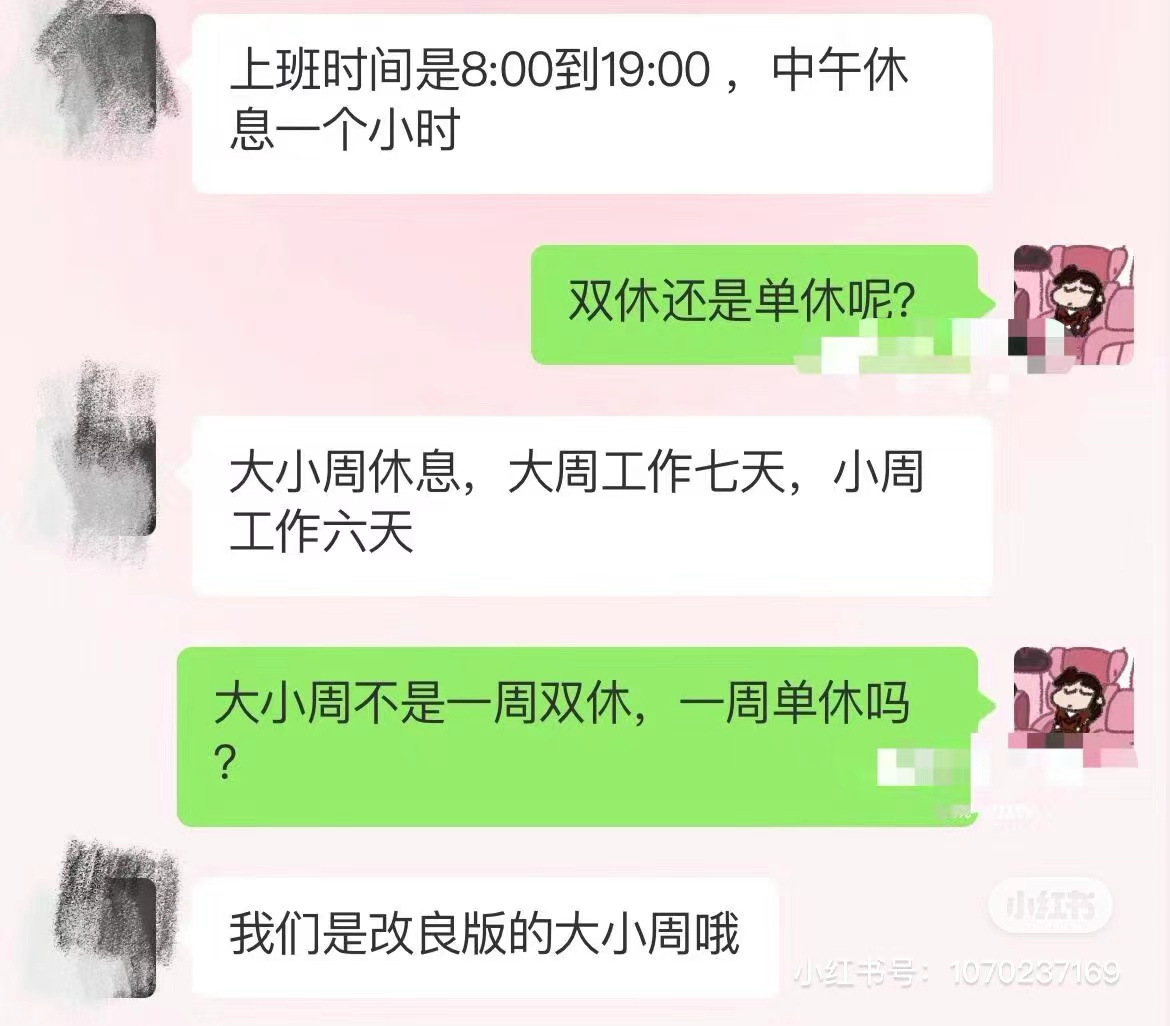 上班时间是8:00到19:00，中午休
息一个小时
双休还是单休呢？
大小周休息，大周工作七天，小周
工作六天
大小周不是一周双休，一周单休吗
？
我们是改良版的大小周哦
小红书
小红书号：1070237169